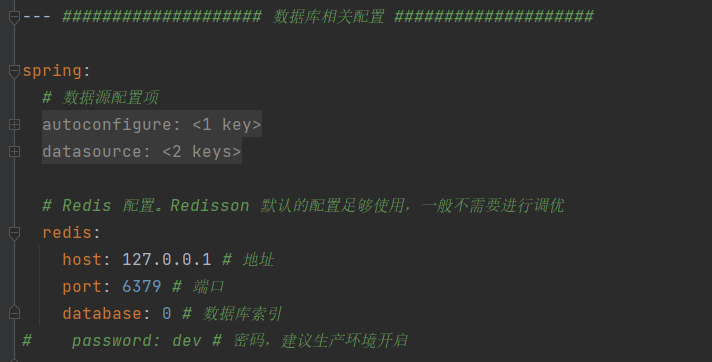 --- #################### 数据库相关配置 ####################
spring:
# 数据源配置项
autoconfigure: <1 key>
datasource: <2 keys>
# Redis 配置。Redisson 默认的配置足够使用，一般不需要进行调优
redis:
host: 127.0.0.1 # 地址
port: 6379 # 端口
database: 0 # 数据库索引
#    password: dev # 密码，建议生产环境开启